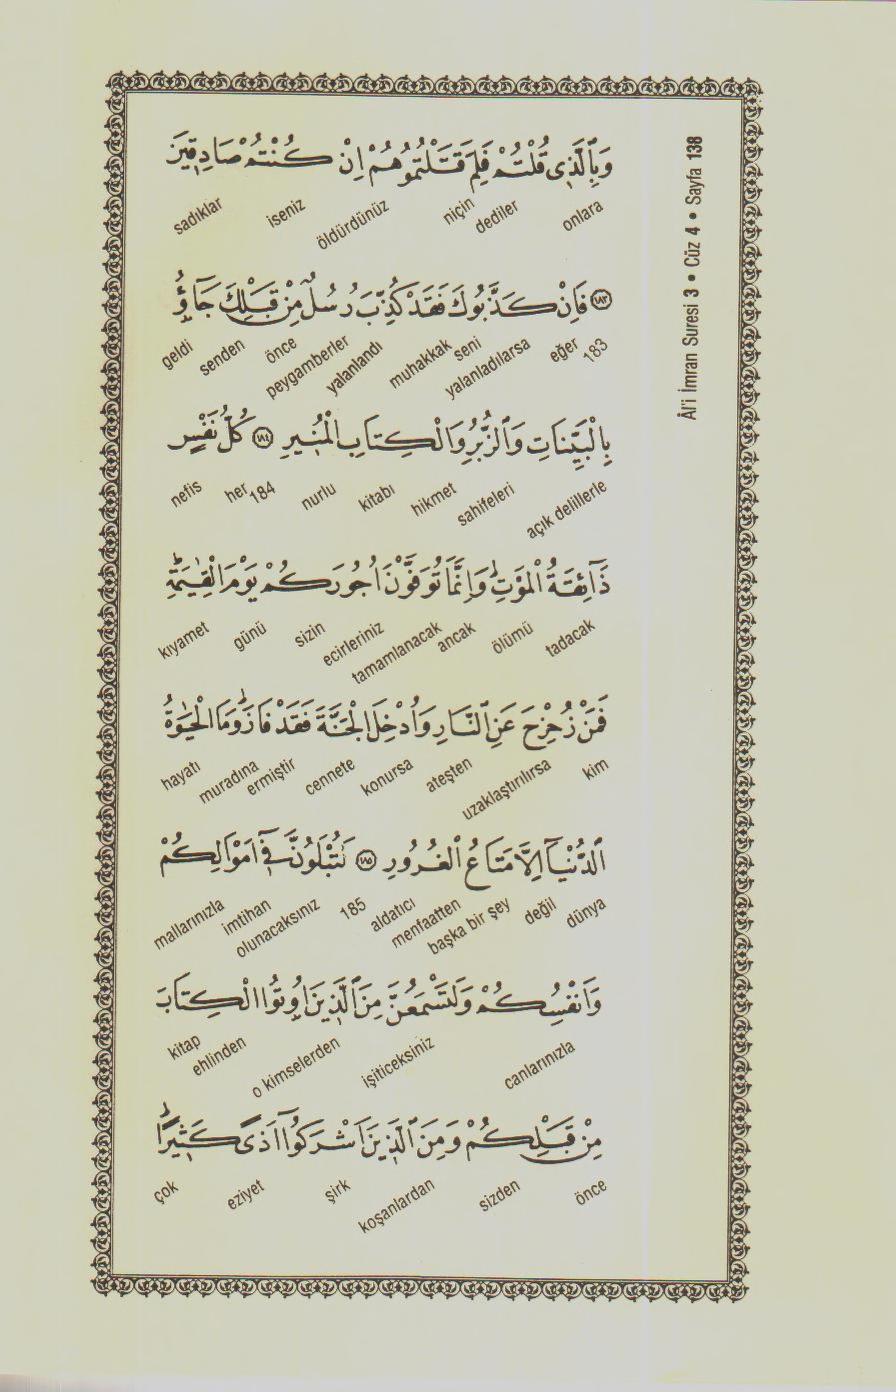 Âl'i İmran Suresi 3 • Cüz 4 • Sayfa 138
وَبِالَّذ۪ي قُلْتُمْ فَلِمَ قَتَلْتُمُوهُمْ اِنْ كُنْتُمْ صَادِق۪ينَ
onlara dediler niçin öldürdünüz iseniz sadıklar
﴿١٨٣﴾ فَاِنْ كَذَّبُوكَ فَقَدْ كُذِّبَ رُسُلٌ مِنْ قَبْلِكَ جَٓاؤُ۫
183 eğer yalanladılarsa seni muhakkak yalanlandı peygamberler önce senden geldi
بِالْبَيِّنَاتِ وَالزُّبُرِ وَالْكِتَابِ الْمُن۪يرِ ﴿١٨٤﴾ كُلُّ نَفْسٍ
açık delillerle sahifeleri hikmet kitabı nurlu 184 her nefis
ذَٓائِقَةُ الْمَوْتِۜ وَاِنَّمَا تُوَفَّوْنَ اُجُورَكُمْ يَوْمَ الْقِيٰمَةِۜ
tadacak ölümü ancak tamamlanacak ecirleriniz sizin günü kıyamet
فَمَنْ زُحْزِحَ عَنِ النَّارِ وَاُدْخِلَ الْجَنَّةَ فَقَدْ فَازَۜ وَمَا الْحَيٰوةُ
kim uzaklaştırılırsa ateşten konursa cennete ermiştir muradına hayatı
الدُّنْيَٓا اِلَّا مَتَاعُ الْغُرُورِ ﴿١٨٥﴾ لَتُبْلَوُنَّ ف۪ٓي اَمْوَالِكُمْ
dünya değil başka bir şey menfaatten aldatıcı 185 olunacaksınız imtihan mallarınızla
وَاَنْفُسِكُمْ وَلَتَسْمَعُنَّ مِنَ الَّذ۪ينَ اُو۫تُوا الْكِتَابَ
canlarınızla işiticeksiniz o kimselerden ehlinden kitap
مِنْ قَبْلِكُمْ وَمِنَ الَّذ۪ينَ اَشْرَكُٓوا اَذًى كَث۪يرًاۜ
önce sizden koşanlardan şirk eziyet çok